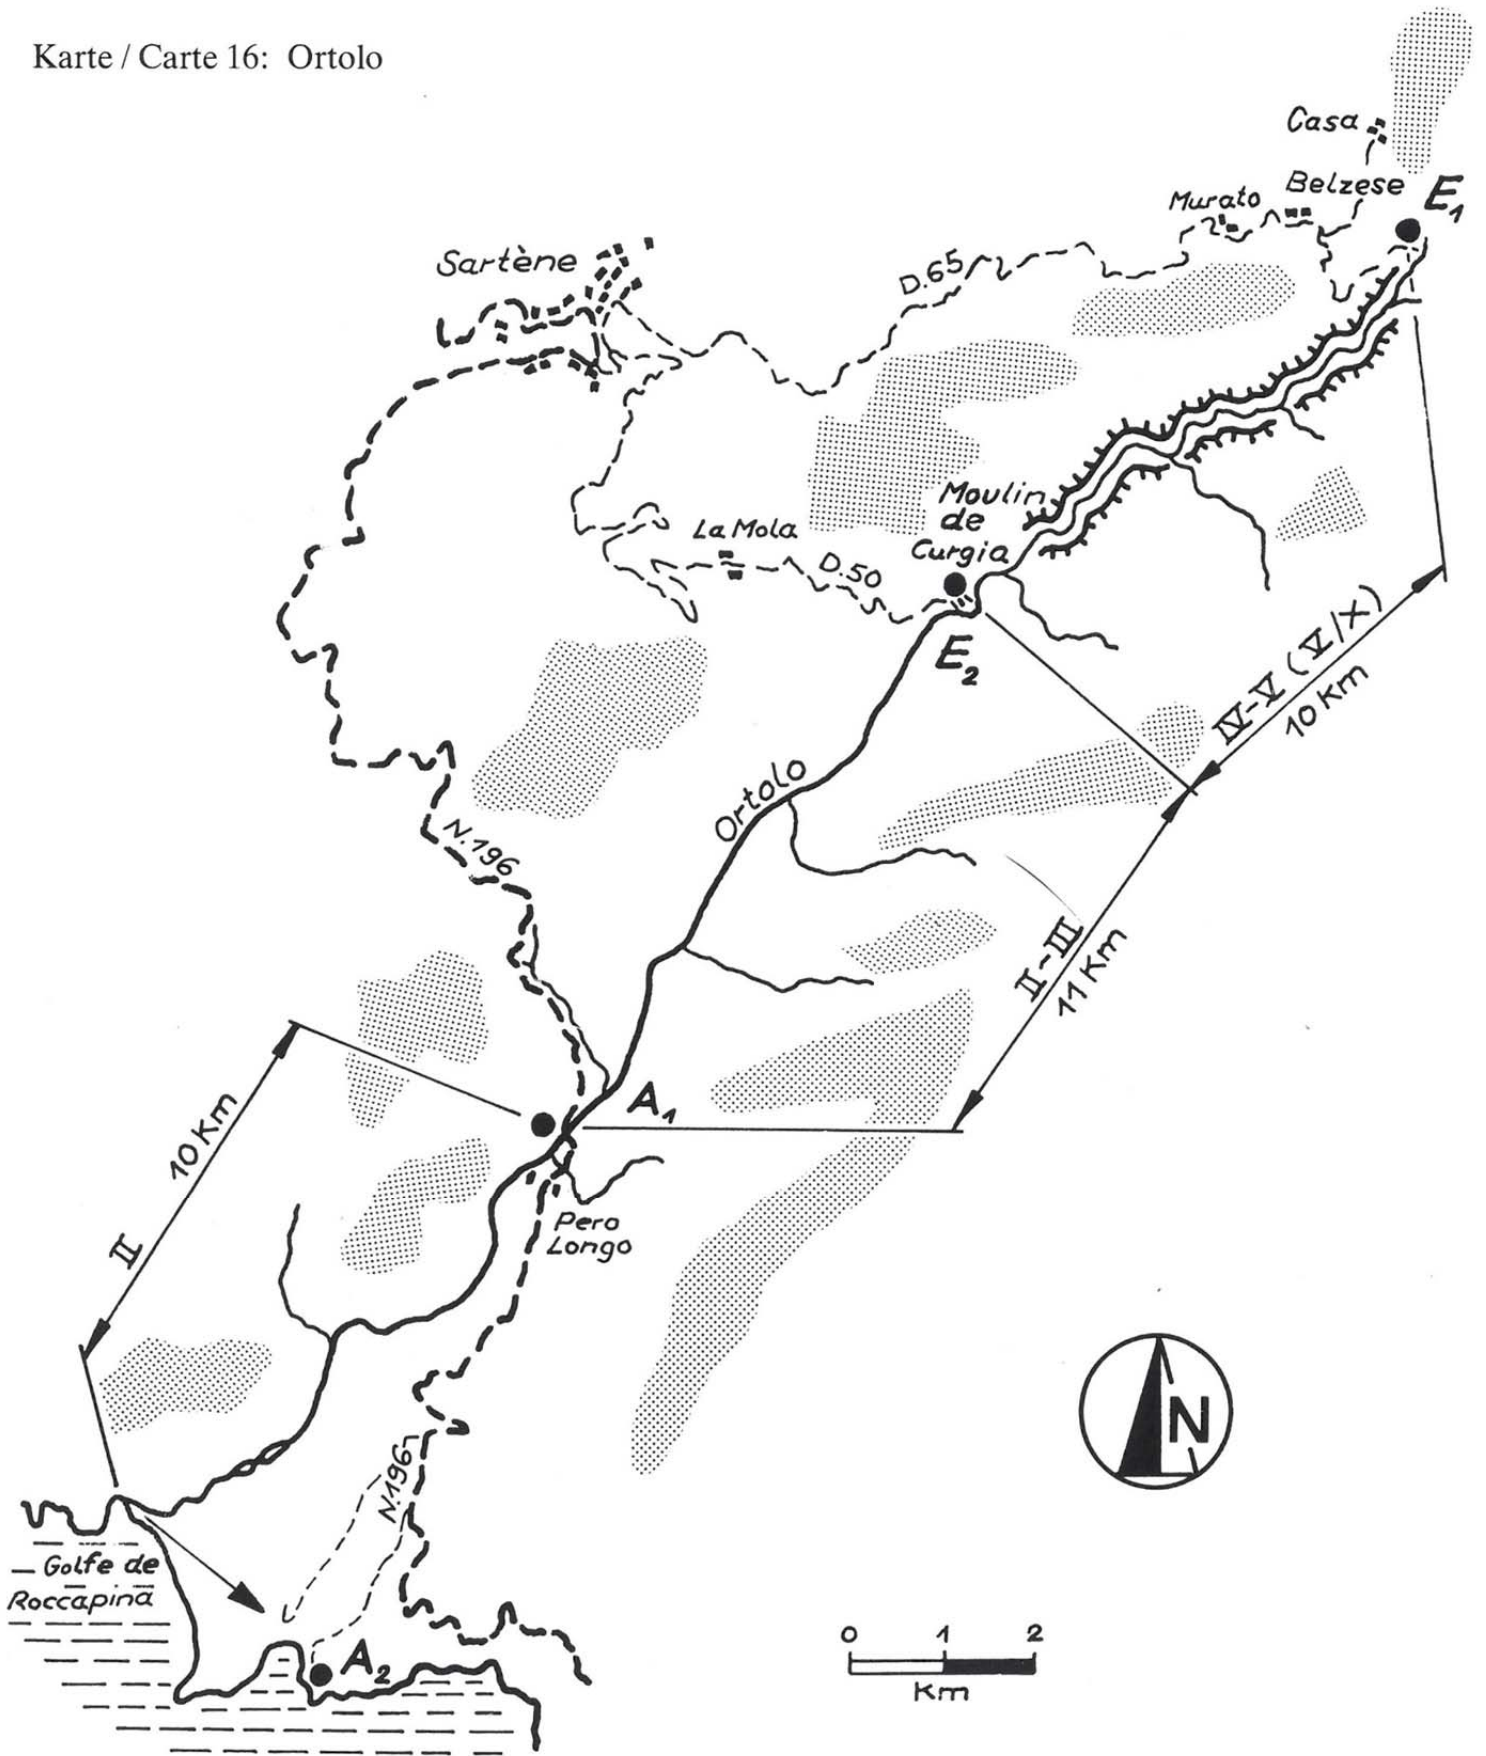 Karte / Carte 16: Ortolo
Casa
Belzese
E1
Murato
Sartène
D.65
Moulin
de
Curgia
La Mola
D.50
E2
IV-V (V/X)
10 Km
Ortolo
N.196
II-III
11 Km
A1
10 Km
II
Pero
Longo
N
N.196
Golfe de
Roccapina
A2
0 1 2
Km